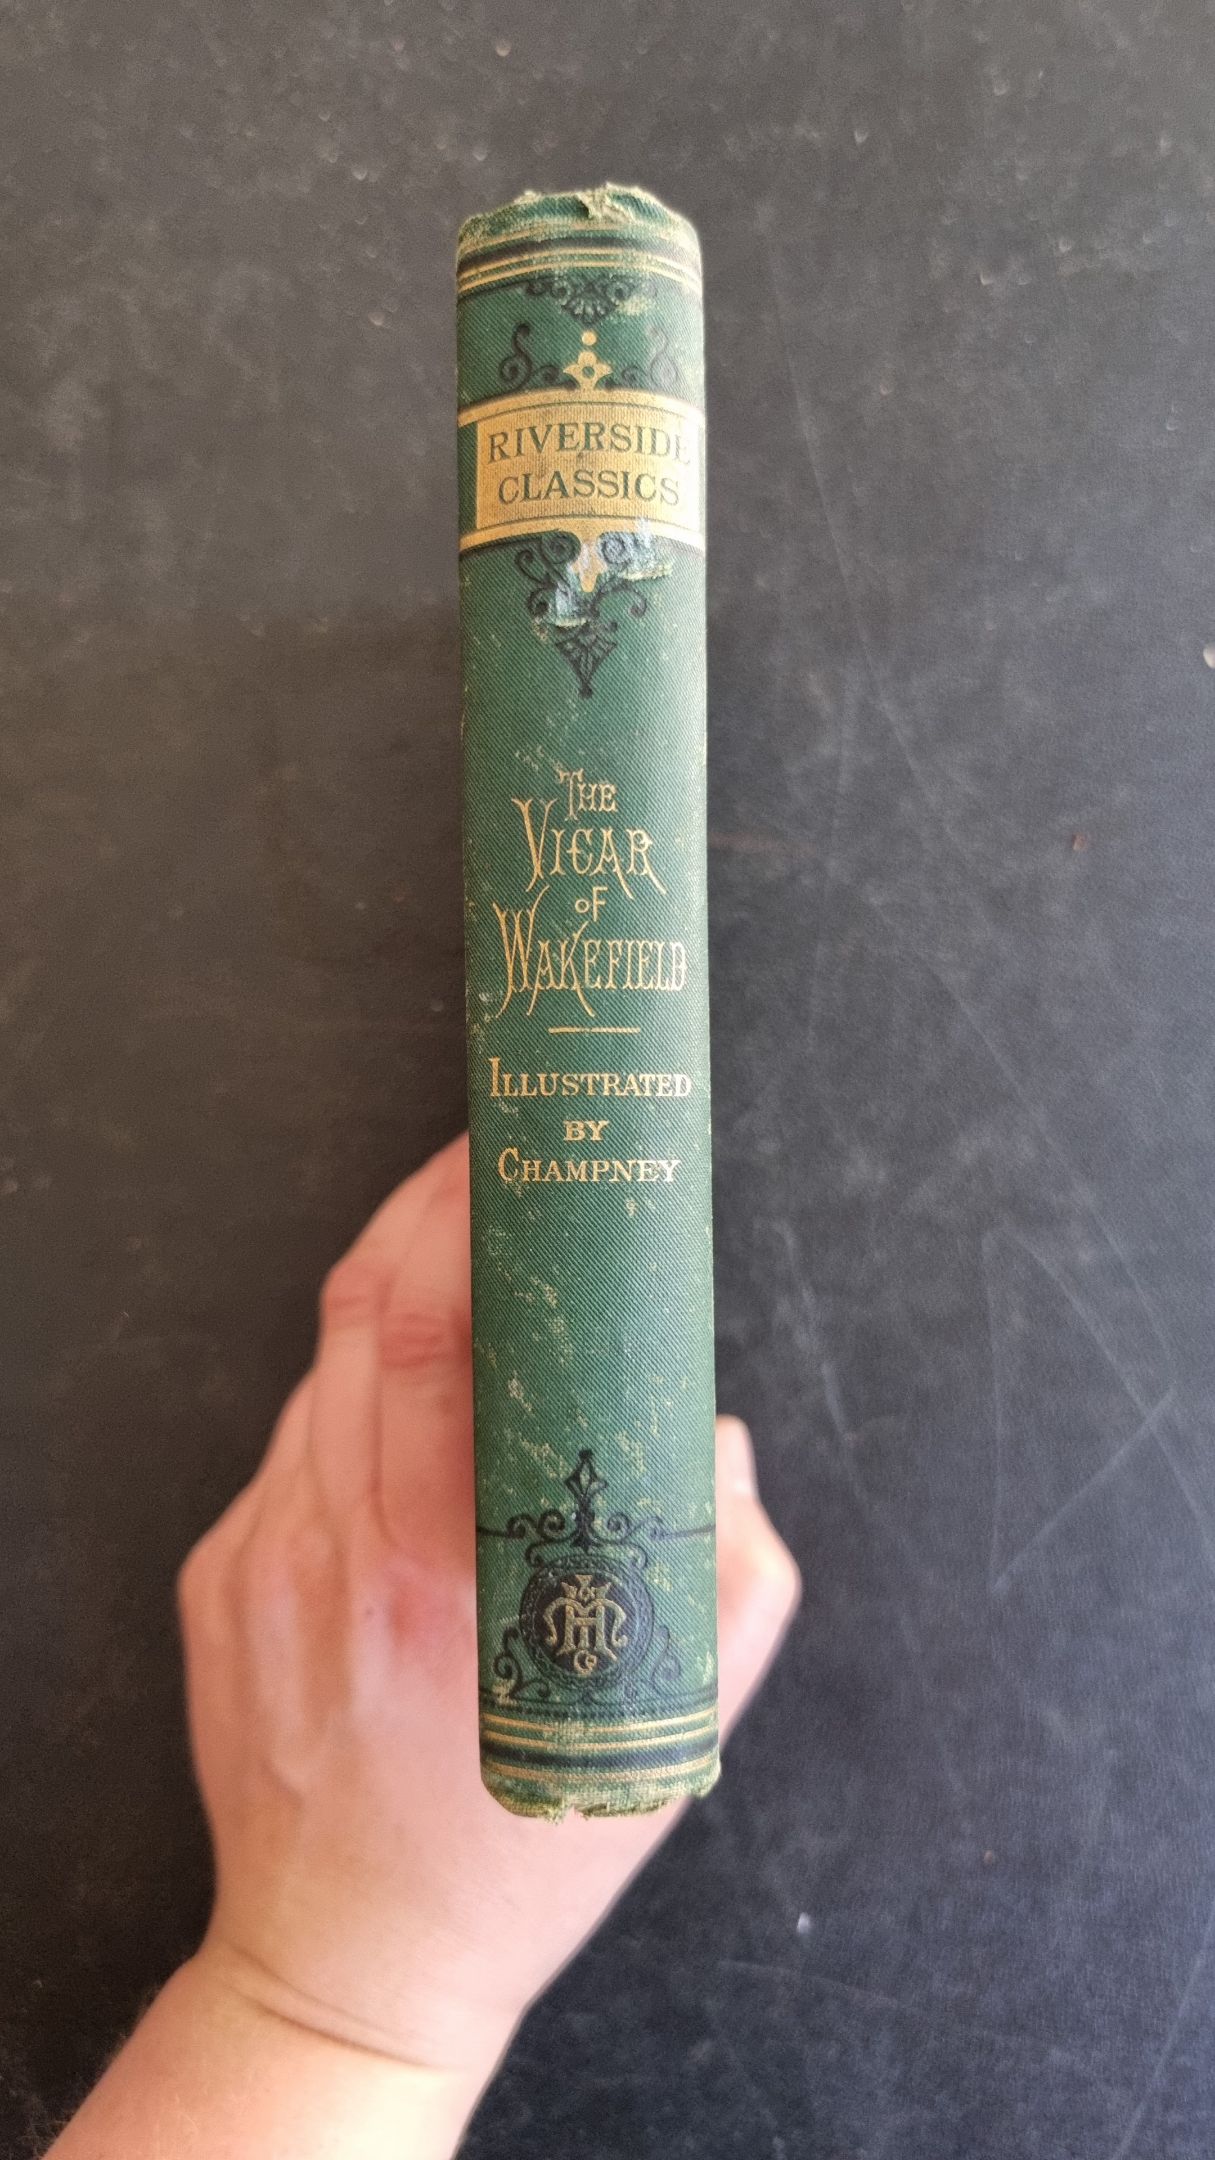 RIVERSIDE
CLASSICS
THE
VICAR
OF
WAKEFIELD
ILLUSTRATED
BY
CHAMPNEY